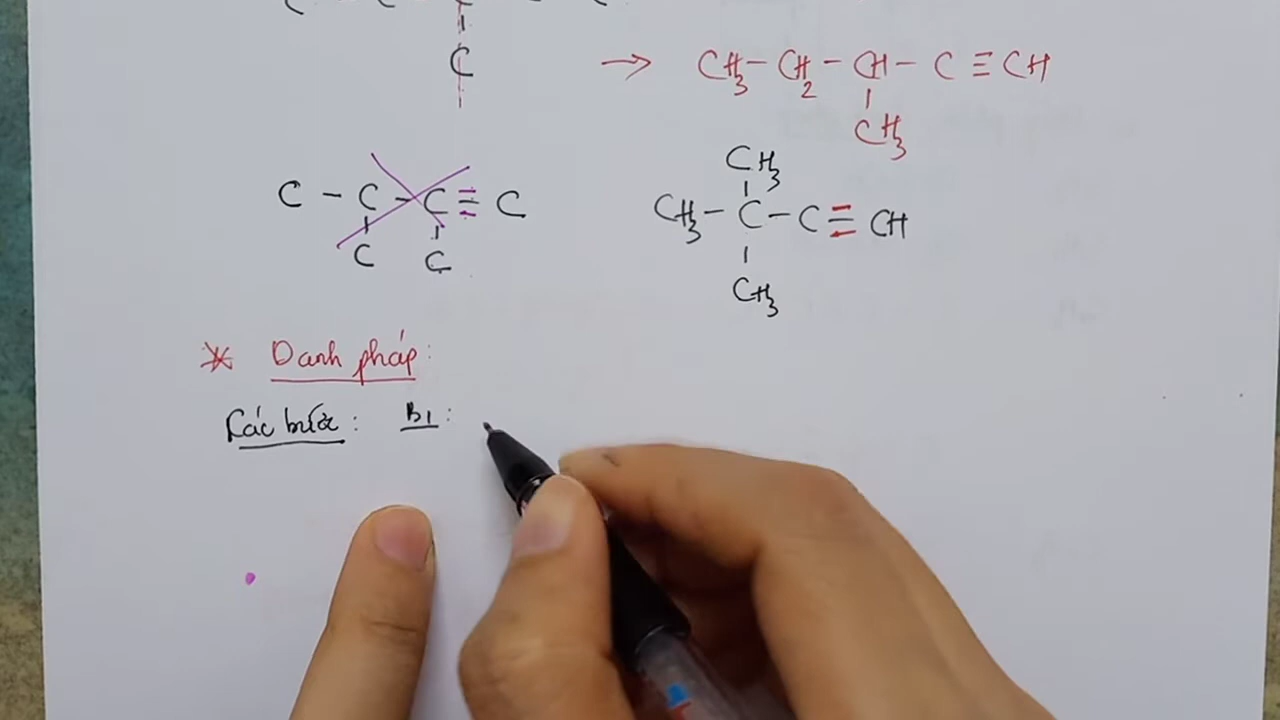 C
→ CH3 – CH2 – CH – C ≡ CH
CH3
C – C – C ≡ C
C C
CH3
CH3 – C – C ≡ CH
CH3
* Danh pháp:
Các bước: B1: